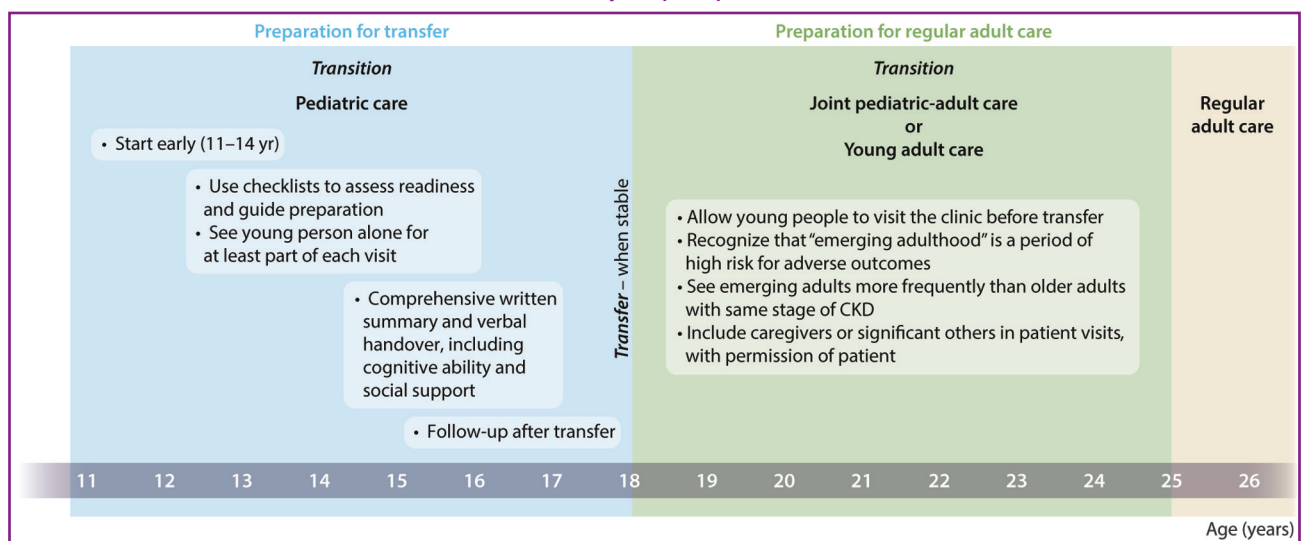 Preparation for transfer
Transition
Pediatric care
• Start early (11–14 yr)
• Use checklists to assess readiness
and guide preparation
• See young person alone for
at least part of each visit
• Comprehensive written
summary and verbal
handover, including
cognitive ability and
social support
• Follow-up after transfer
Transfer – when stable
Preparation for regular adult care
Transition
Joint pediatric-adult care
or
Young adult care
• Allow young people to visit the clinic before transfer
• Recognize that “emerging adulthood” is a period of
high risk for adverse outcomes
• See emerging adults more frequently than older adults
with same stage of CKD
• Include caregivers or significant others in patient visits,
with permission of patient
Regular
adult care
11 12 13 14 15 16 17 18 19 20 21 22 23 24 25 26
Age (years)